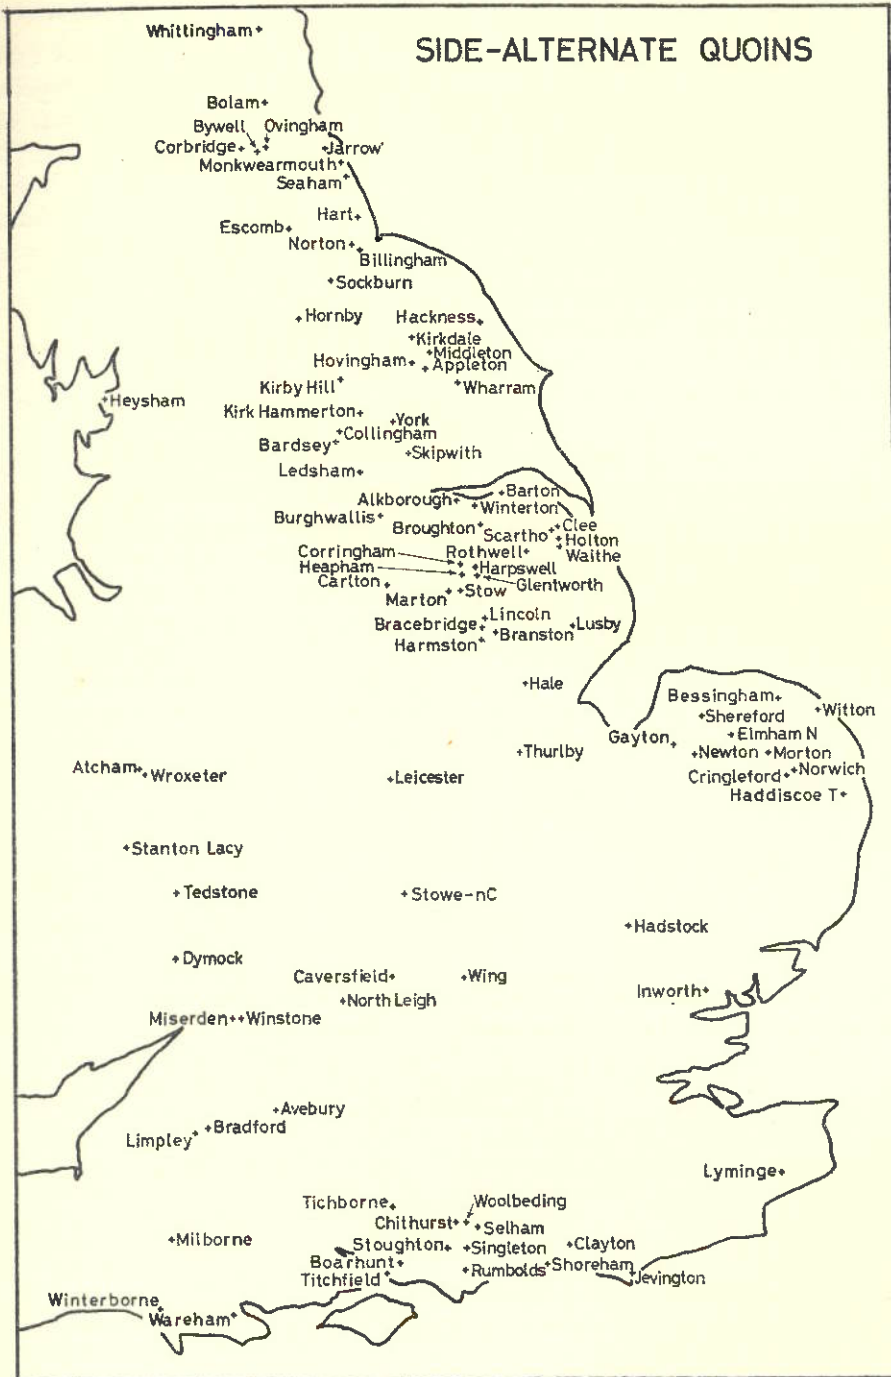 SIDE-ALTERNATE QUOINS
Whittingham
Bolam
Bywell
Ovingham
Corbridge
Jarrow
Monkwearmouth
Seaham
Hart
Escomb
Norton
Billingham
Sockburn
Hornby
Hackness
Kirkdale
Middleton
Hovingham
Appleton
Kirby Hill
Wharram
Heysham
Kirk Hammerton
York
Collingham
Bardsey
Skipwith
Ledsham
Barton
Alkborough
Winterton
Burghwallis
Broughton
Clee
Scartho
Holton
Corringham
Rothwell
Waithe
Heapham
Harpswell
Carlton
Glentworth
Marton
Stow
Lincoln
Bracebridge
Lusby
Branston
Harmston
Hale
Bessingham
Witton
Shereford
Elmham N
Gayton
Thurlby
Newton
Morton
Atcham
Wroxeter
Leicester
Norwich
Cringleford
Haddiscoe T
Stanton Lacy
Tedstone
Stowe-nC
Hadstock
Dymock
Caversfield
Wing
Inworth
North Leigh
Miserden
Winstone
Avebury
Bradford
Limpley
Lyminge
Tichborne
Woolbeding
Chithurst
Selham
Milborne
Stoughton
Singleton
Clayton
Boarhunt
Shoreham
Titchfield
Rumbolds
Jevington
Winterborne
Wareham